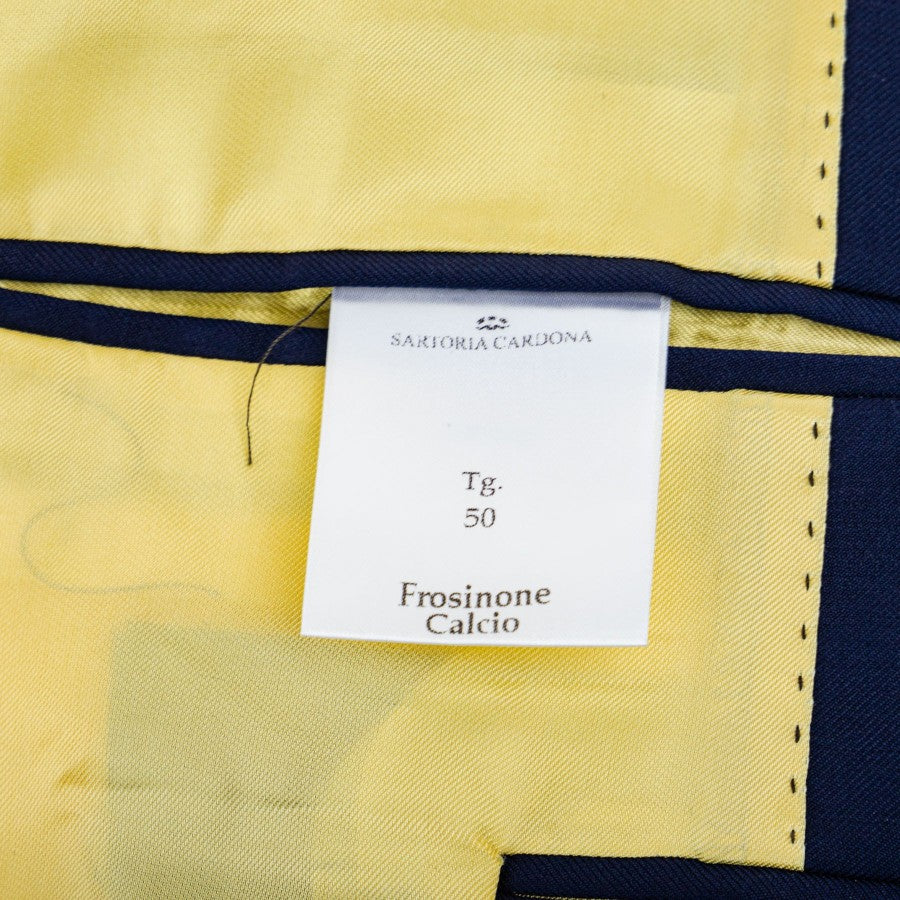 SARTORIA CARDONA
Tg.
50
Frosinone
Calcio